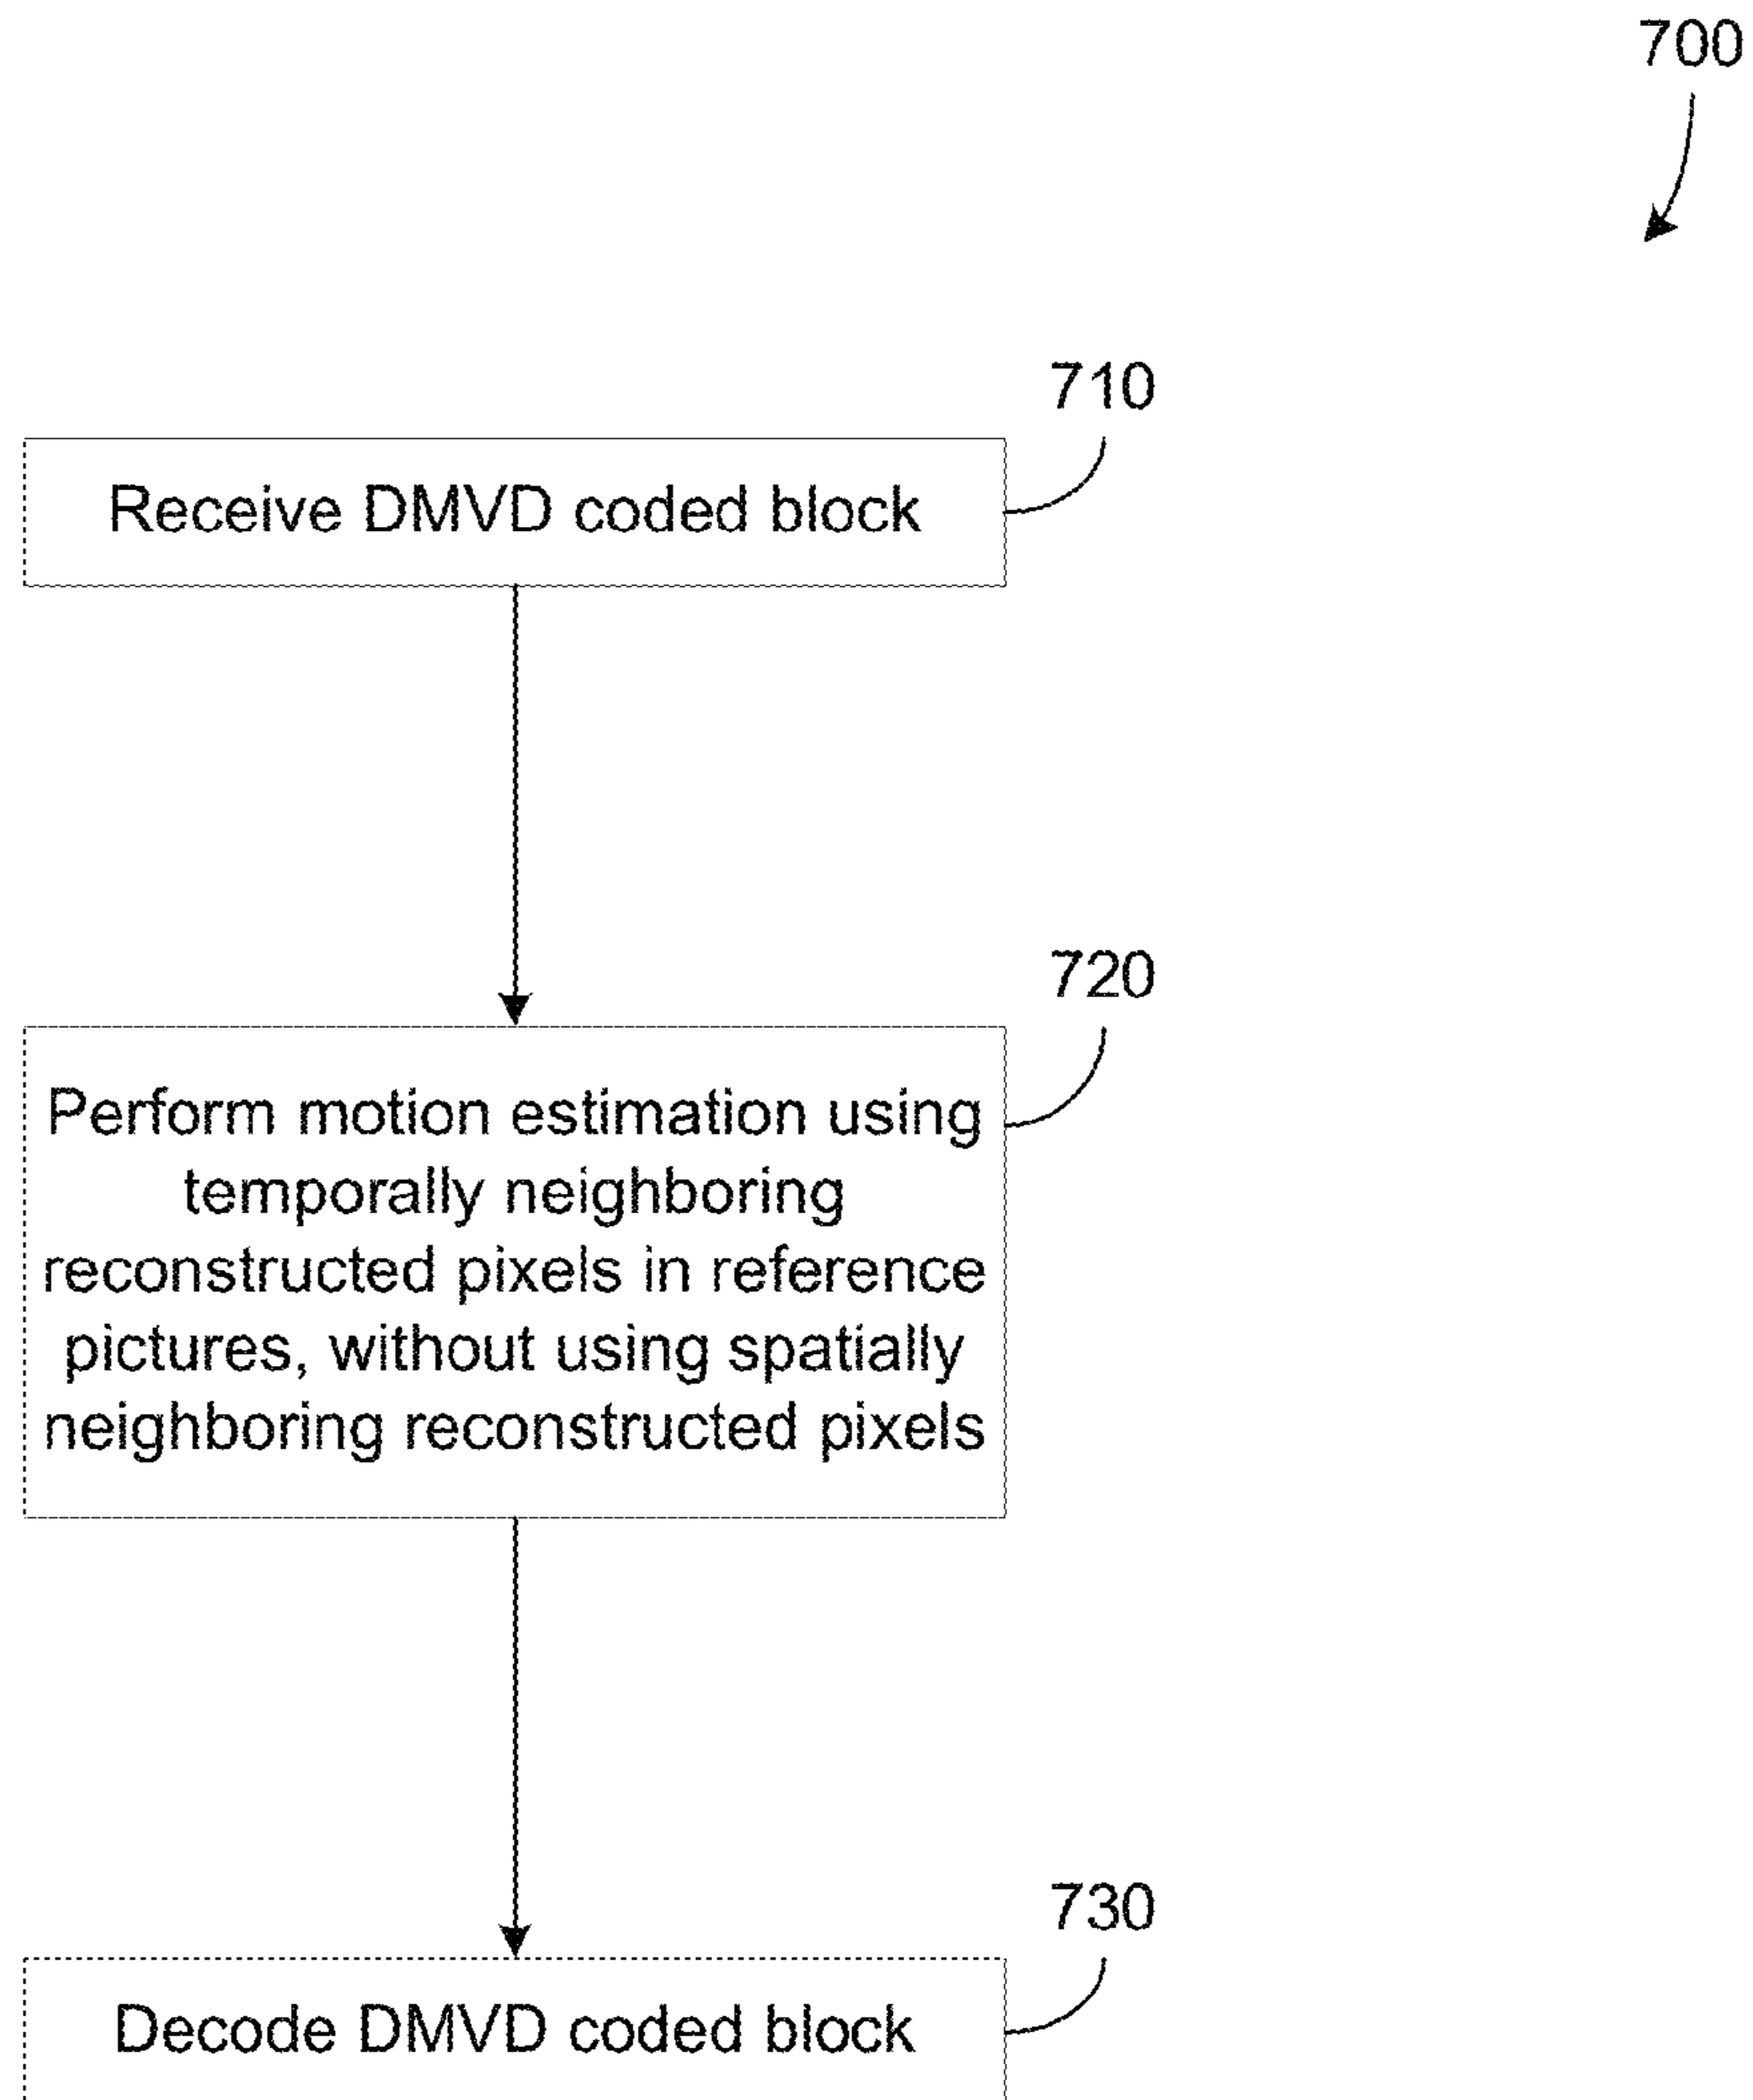 700
710
Receive DMVD coded block
720
Perform motion estimation using
temporally neighboring
reconstructed pixels in reference
pictures, without using spatially
neighboring reconstructed pixels
730
Decode DMVD coded block